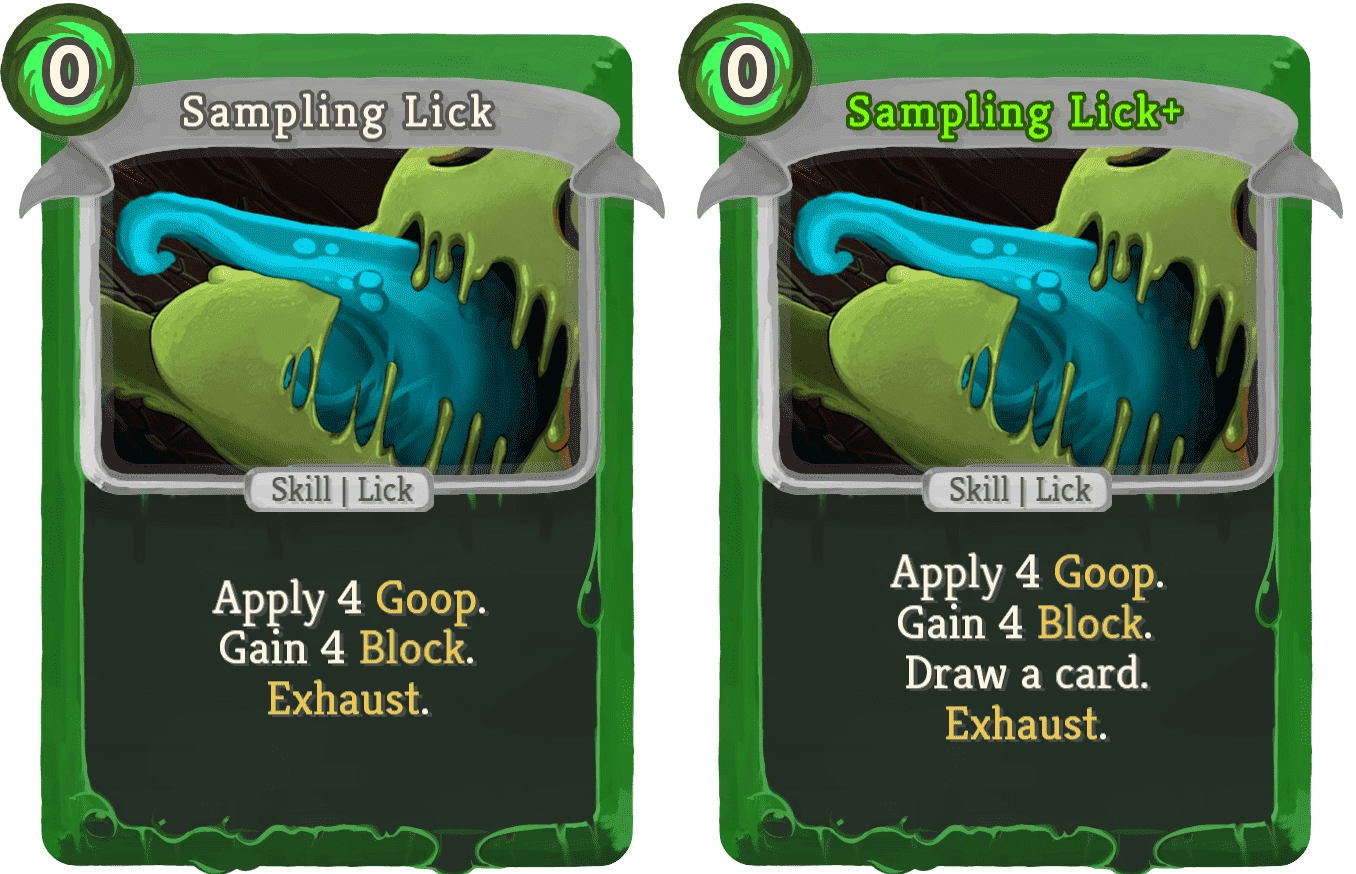 0
Sampling Lick
Skill | Lick
Apply 4 Goop.
Gain 4 Block.
Exhaust.
0
Sampling Lick+
Skill | Lick
Apply 4 Goop.
Gain 4 Block.
Draw a card.
Exhaust.